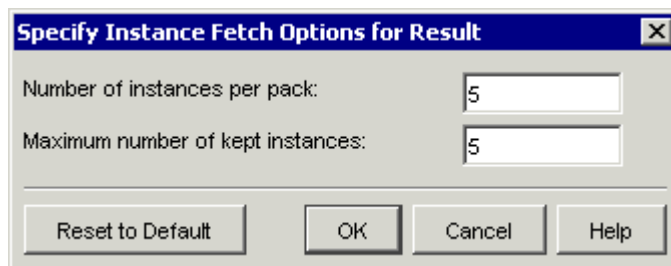 Specify Instance Fetch Options for Result
Number of instances per pack: 5
Maximum number of kept instances: 5
Reset to Default OK Cancel Help